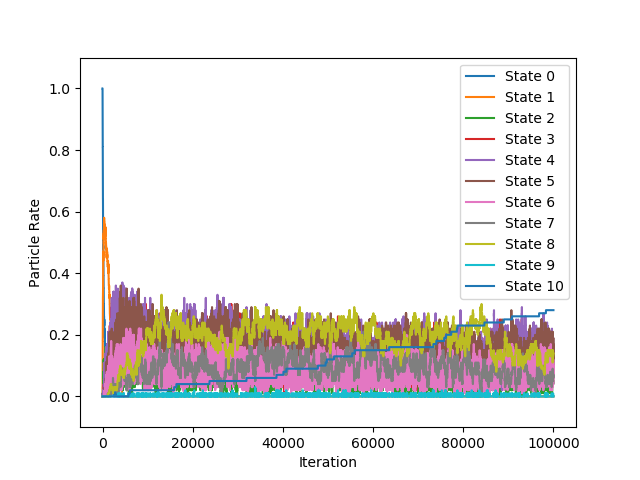 1.0
0.8
0.6
0.4
0.2
0.0
Particle Rate
State 0
State 1
State 2
State 3
State 4
State 5
State 6
State 7
State 8
State 9
State 10
0 20000 40000 60000 80000 100000
Iteration